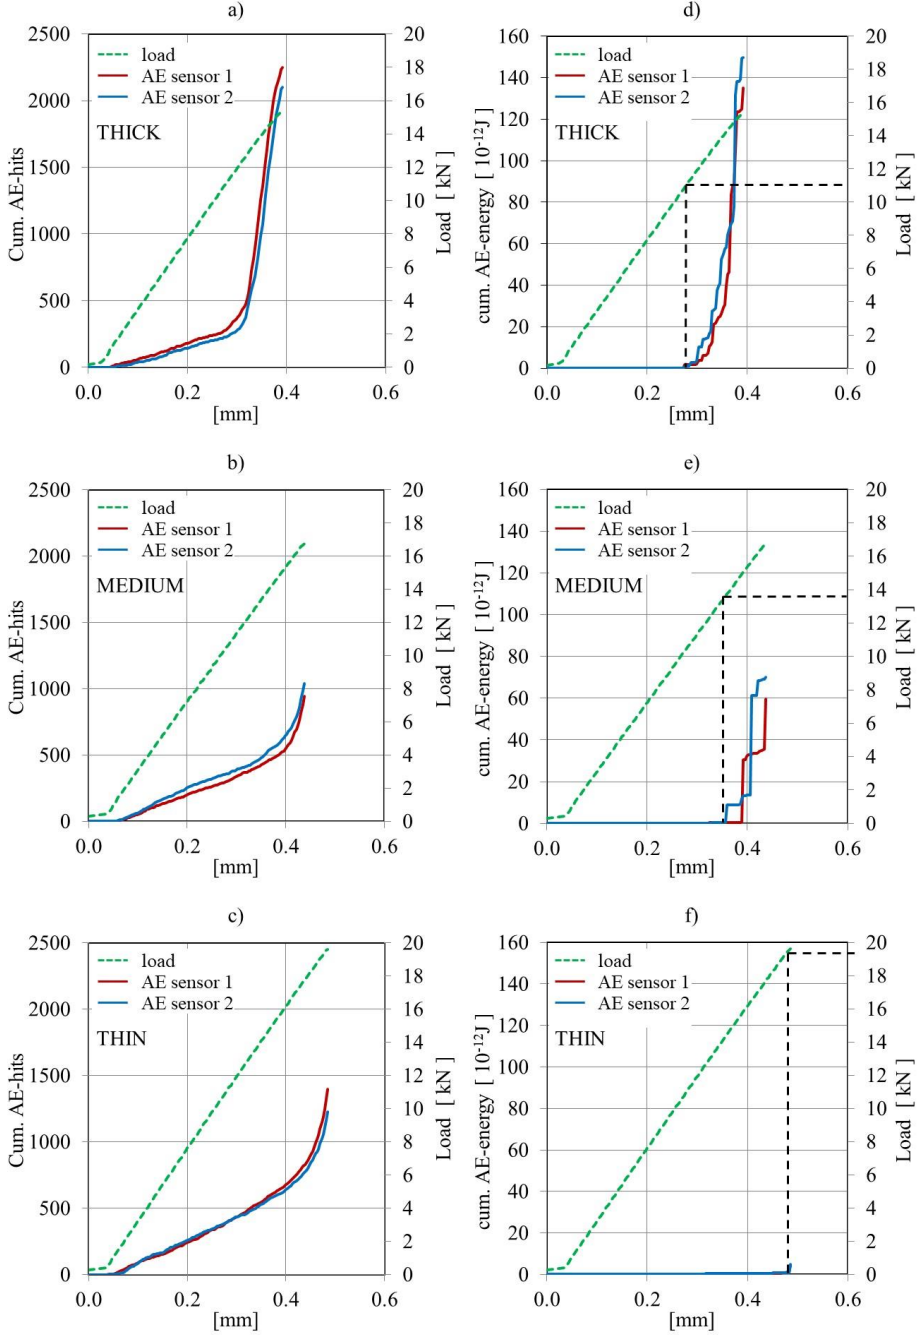 a)
2500
2000
1500
1000
500
0
Cum. AE-hits
load
AE sensor 1
AE sensor 2
THICK
20
18
16
14
12
10
8
6
4
2
0
Load [ kN ]
0.0 0.2 0.4 0.6
[mm]
d)
160
140
120
100
80
60
40
20
0
cum. AE-energy [ 10-12J ]
load
AE sensor 1
AE sensor 2
THICK
20
18
16
14
12
10
8
6
4
2
0
Load [ kN ]
0.0 0.2 0.4 0.6
[mm]
b)
2500
2000
1500
1000
500
0
Cum. AE-hits
load
AE sensor 1
AE sensor 2
MEDIUM
20
18
16
14
12
10
8
6
4
2
0
Load [ kN ]
0.0 0.2 0.4 0.6
[mm]
e)
160
140
120
100
80
60
40
20
0
cum. AE-energy [ 10-12J ]
load
AE sensor 1
AE sensor 2
MEDIUM
20
18
16
14
12
10
8
6
4
2
0
Load [ kN ]
0.0 0.2 0.4 0.6
[mm]
c)
2500
2000
1500
1000
500
0
Cum. AE-hits
load
AE sensor 1
AE sensor 2
THIN
20
18
16
14
12
10
8
6
4
2
0
Load [ kN ]
0.0 0.2 0.4 0.6
[mm]
f)
160
140
120
100
80
60
40
20
0
cum. AE-energy [ 10-12J ]
load
AE sensor 1
AE sensor 2
THIN
20
18
16
14
12
10
8
6
4
2
0
Load [ kN ]
0.0 0.2 0.4 0.6
[mm]